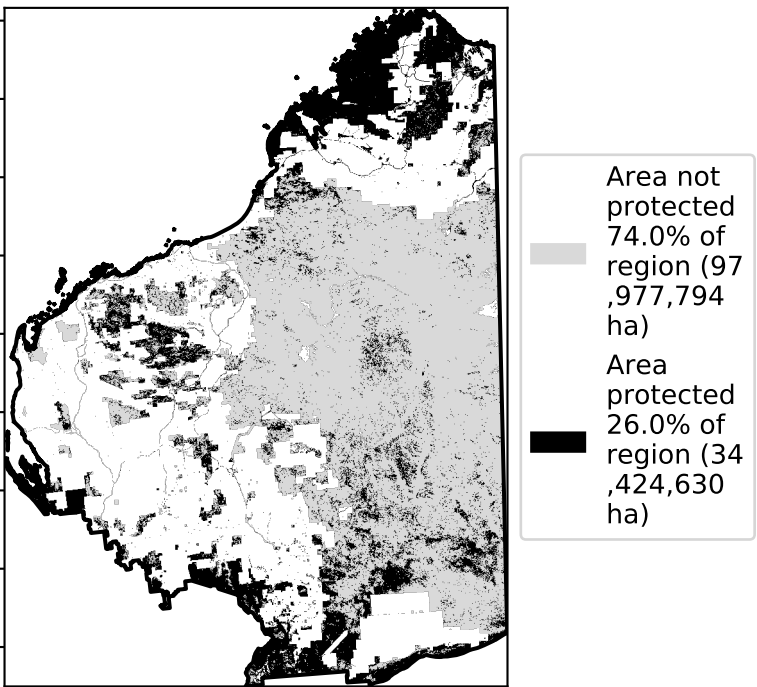 Area not
protected
74.0% of
region (97
,977,794
ha)
Area
protected
26.0% of
region (34
,424,630
ha)